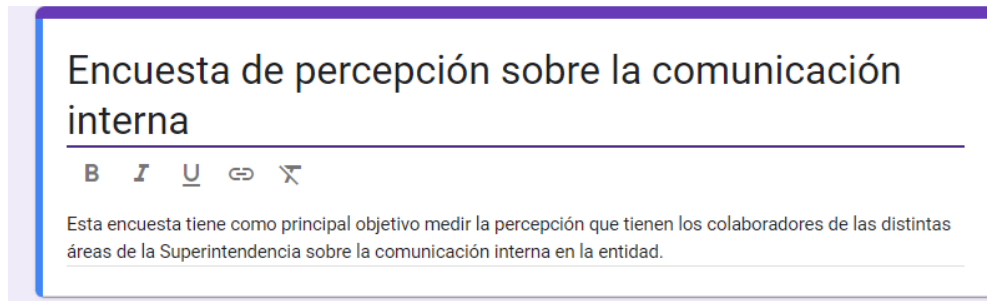 Encuesta de percepción sobre la comunicación
interna
B I U
Esta encuesta tiene como principal objetivo medir la percepción que tienen los colaboradores de las distintas
áreas de la Superintendencia sobre la comunicación interna en la entidad.